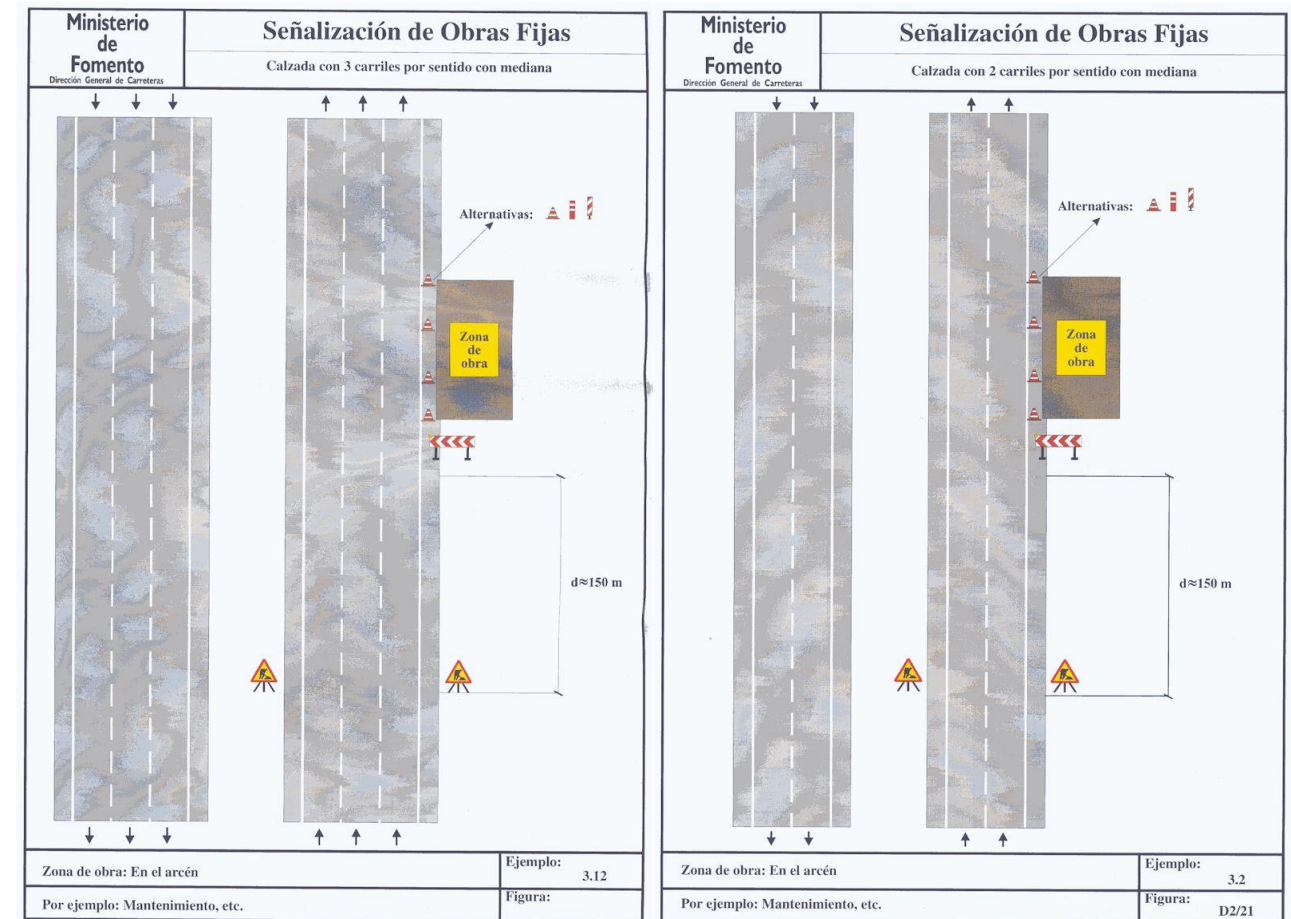 Ministerio
de
Fomento
Dirección General de Carreteras
Señalización de Obras Fijas
Calzada con 3 carriles por sentido con mediana
Alternativas:
Zona
de
obra
d≈150 m
Zona de obra: En el arcén
Ejemplo:
3.12
Por ejemplo: Mantenimiento, etc.
Figura:
Ministerio
de
Fomento
Dirección General de Carreteras
Señalización de Obras Fijas
Calzada con 2 carriles por sentido con mediana
Alternativas:
Zona
de
obra
d≈150 m
Zona de obra: En el arcén
Ejemplo:
3.2
Por ejemplo: Mantenimiento, etc.
Figura:
D2/21